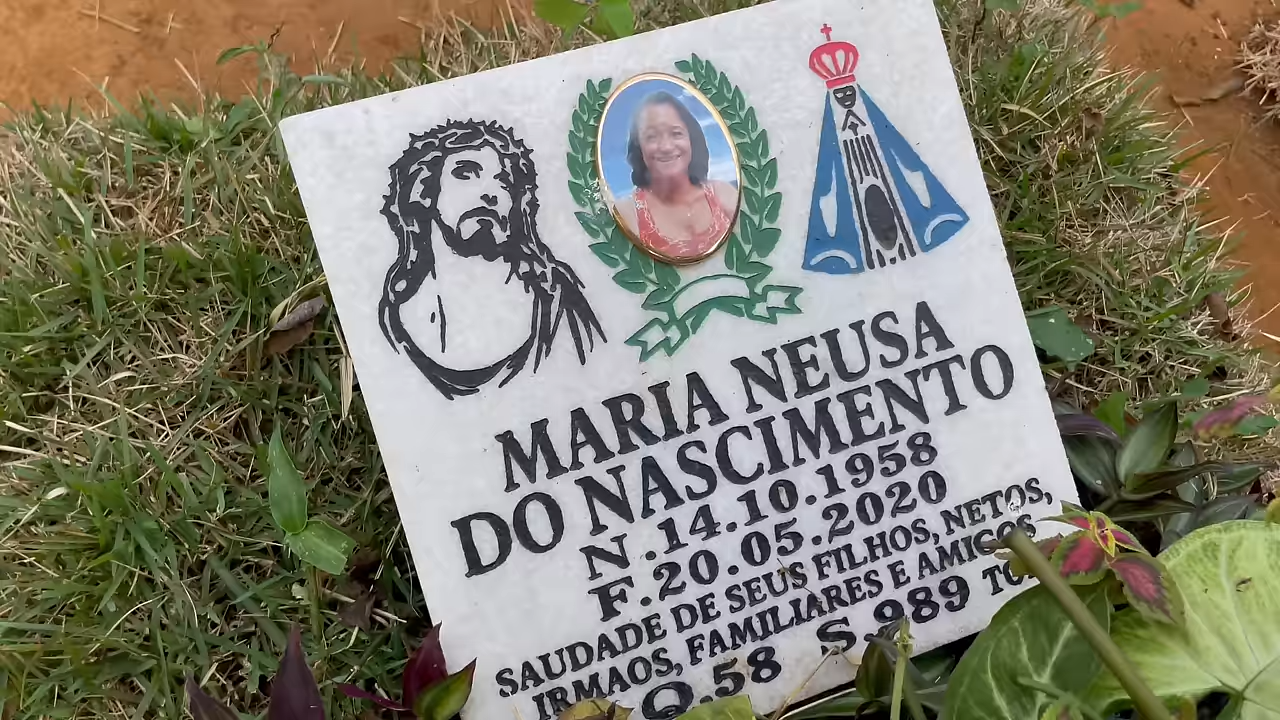 MARIA NEUSA
DO NASCIMENTO
N.14.10.1958
F.20.05.2020
SAUDADE DE SEUS FILHOS, NETOS,
IRMAOS, FAMILIARES E AMIGOS
Q.58 S.989